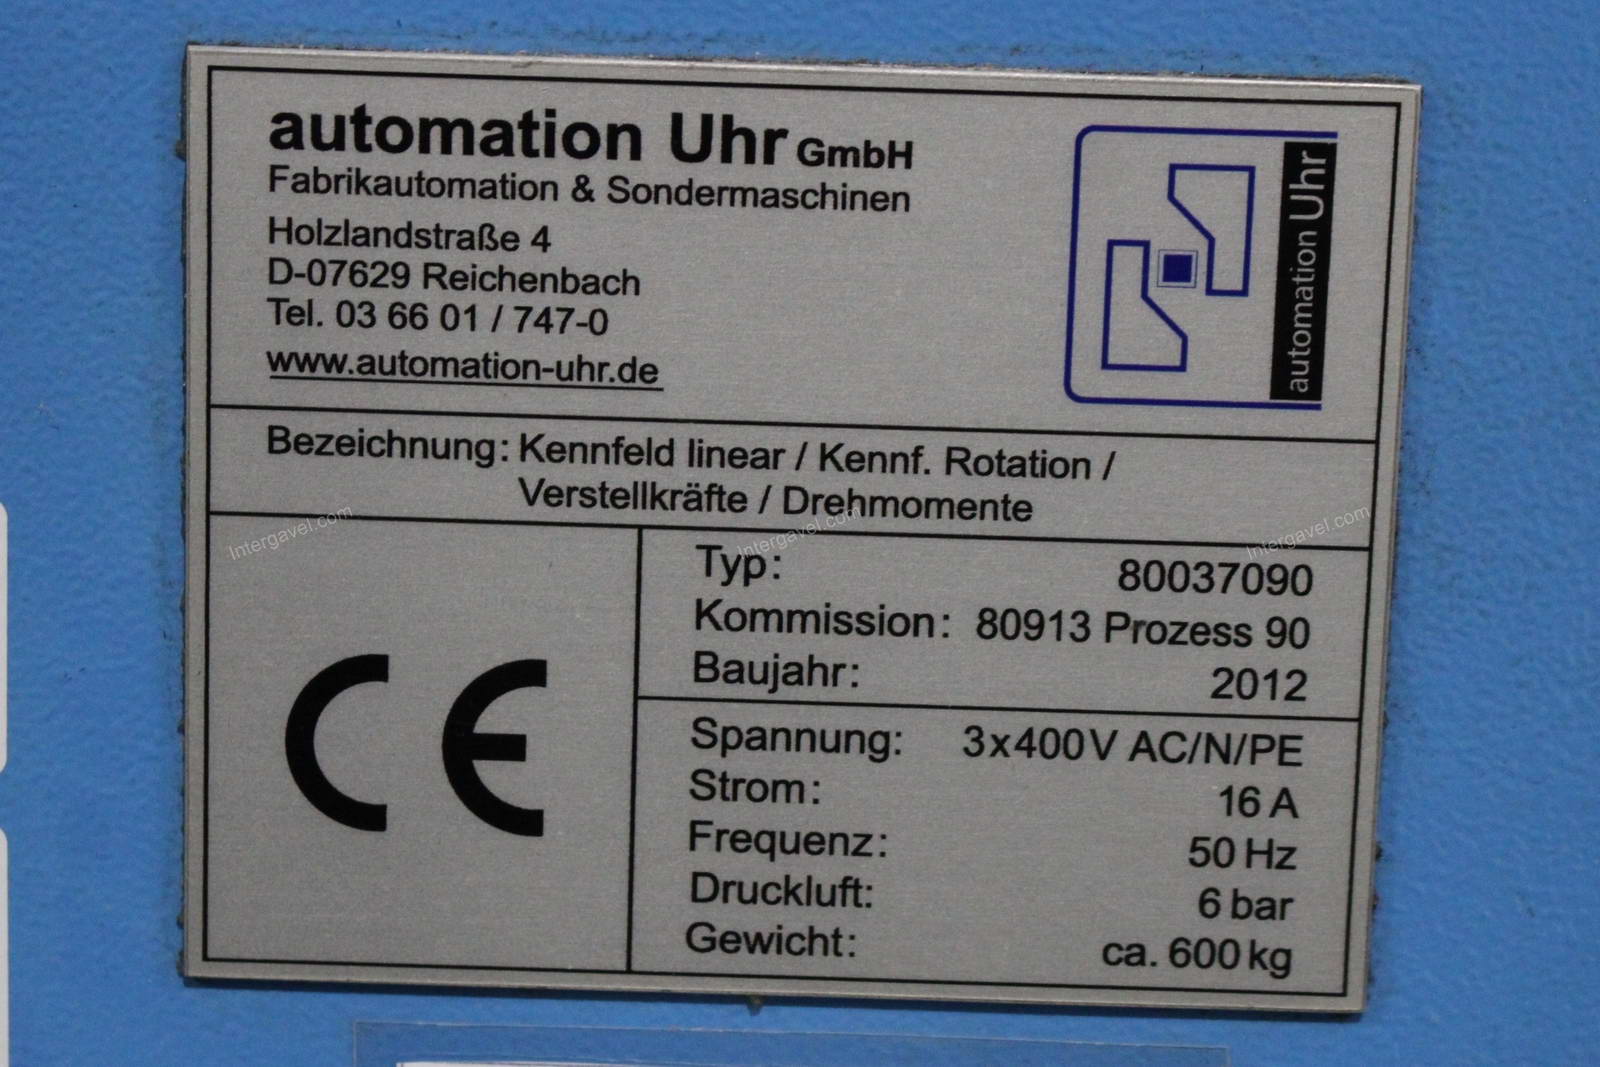 automation Uhr GmbH
Fabrikautomation & Sondermaschinen
Holzlandstraße 4
D-07629 Reichenbach
Tel. 03 66 01 / 747-0
www.automation-uhr.de
automation Uhr
Bezeichnung: Kennfeld linear / Kennf. Rotation /
Verstellkräfte / Drehmomente
Intergavel.com Intergavel.com Intergavel.com
CE
Typ: 80037090
Kommission: 80913 Prozess 90
Baujahr: 2012
Spannung: 3x400V AC/N/PE
Strom: 16 A
Frequenz: 50 Hz
Druckluft: 6 bar
Gewicht: ca. 600 kg